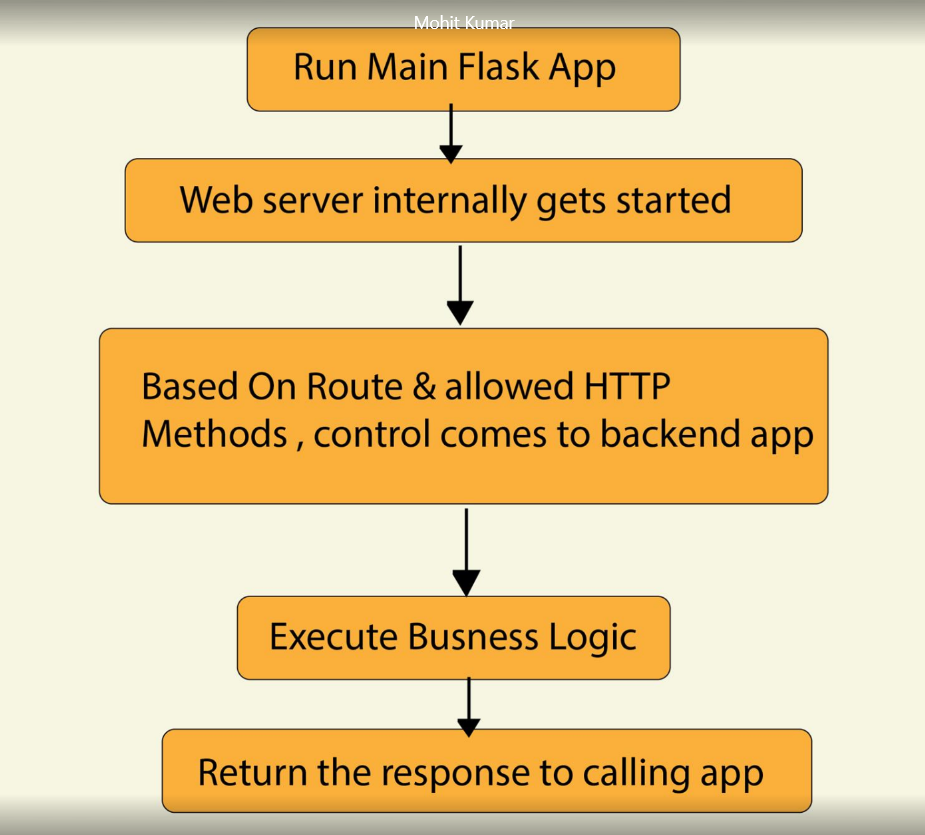 Mohit Kumar
Run Main Flask App
Web server internally gets started
Based On Route & allowed HTTP
Methods , control comes to backend app
Execute Busness Logic
Return the response to calling app